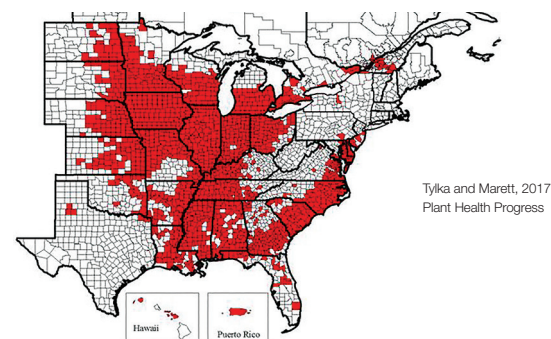 Tylka and Marett, 2017
Plant Health Progress
Hawaii
Puerto Rico